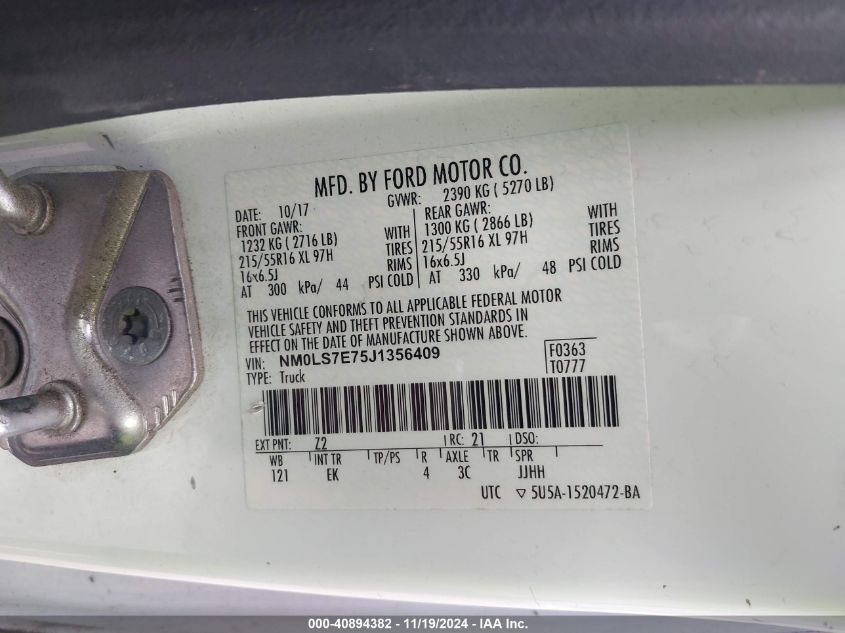 MFD. BY FORD MOTOR CO.
DATE: 10/17 GVWR: 2390 KG ( 5270 LB)
FRONT GAWR: REAR GAWR:
1232 KG ( 2716 LB) WITH 1300 KG ( 2866 LB) WITH
215/55R16 XL 97H TIRES 215/55R16 XL 97H TIRES
16x6.5J RIMS 16x6.5J RIMS
AT 300 kPa/ 44 PSI COLD AT 330 kPa/ 48 PSI COLD
THIS VEHICLE CONFORMS TO ALL APPLICABLE FEDERAL MOTOR
VEHICLE SAFETY AND THEFT PREVENTION STANDARDS IN
EFFECT ON THE DATE OF MANUFACTURE SHOWN ABOVE.
VIN: NM0LS7E75J1356409 F0363
TYPE: Truck T0777
EXT PNT: Z2 RC: 21 DSO:
WB INT TR TP/PS R AXLE TR SPR
121 EK 4 3C JJHH
UTC ▽ 5U5A-1520472-BA
000-40894382 - 11/19/2024 - IAAI Inc.